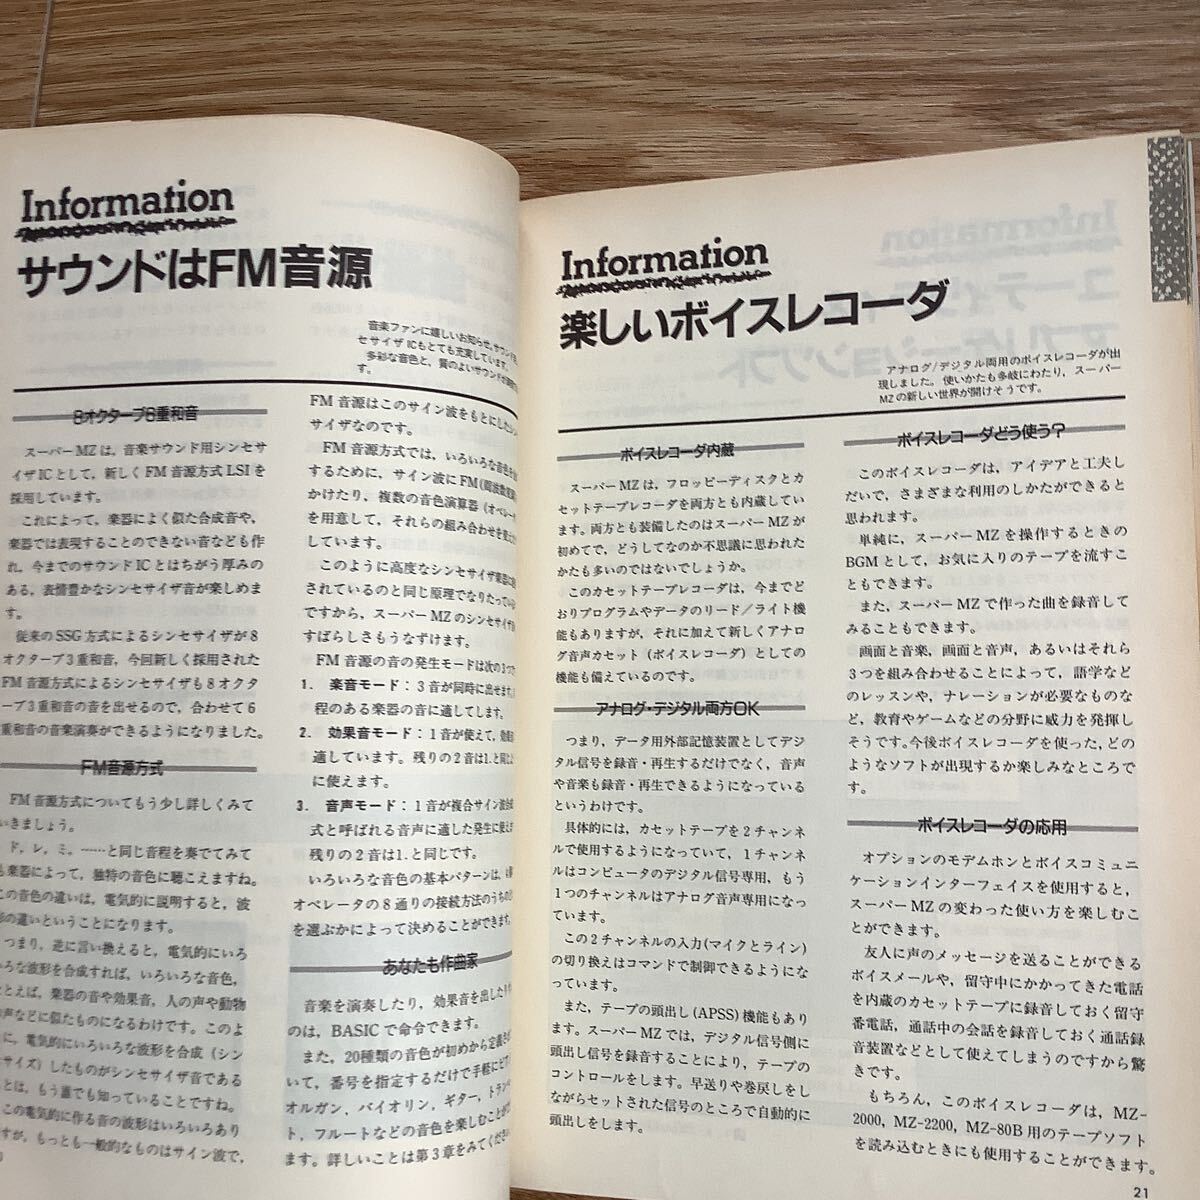 Information
サウンドはFM音源
音楽ファンに嬉しいお知らせ。サウンド
セサイザICもとても充実しています。
多彩な音色と、質のよいサウンドが
す。
8オクターブ6重和音
スーパーMZは、音楽サウンド用シンセサ
イザICとして、新しくFM音源方式LSIを
採用しています。
これによって、楽器によく似た合成音や、
楽器では表現することのできない音なども作
れ、今までのサウンドICとはちがう厚みの
ある、表情豊かなシンセサイザ音が楽しめま
す。
従来のSSG方式によるシンセサイザが8
オクターブ3重和音、今回新しく採用された
FM音源方式によるシンセサイザも8オクタ
ーブ3重和音の音を出せるので、合わせて6
重和音の音楽演奏ができるようになりました。
FM音源方式
FM音源方式についてもう少し詳しくみて
いきましょう。
ド、レ、ミ、……と同じ音程を奏でてみて
も楽器によって、独特の音色に聴こえますね。
この音色の違いは、電気的に説明すると、波
形の違いということになります。
つまり、逆に言い換えると、電気的にいろ
いろな波形を合成すれば、いろいろな音色、
たとえば、楽器の音や効果音、人の声や動物
の声などに似たものになるわけです。このよ
うに、電気的にいろいろな波形を合成（シン
セサイズ）したものがシンセサイザ音である
ことは、もう誰でも知っていることですね。
この電気的に作る音の波形はいろいろあり
ますが、もっとも一般的なものはサイン波で、
FM音源はこのサイン波をもとにしたシン
サイザなのです。
FM音源方式では、いろいろな音色を
するために、サイン波にFM（周波数変調）
かけたり、複数の音色演算器（オペレー
を用意して、それらの組み合わせを
しています。
このように高度なシンセサイザ楽器に
されているのと同じ原理でなりたってい
ですから、スーパーMZのシンセサイザ
すばらしさもうなずけます。
FM音源の音の発生モードは次の3つ
1. 楽音モード：3音が同時に出せます。
程のある楽器の音に適してします。
2. 効果音モード：1音が使えて、効果
適しています。残りの2音は1.と同じ
に使えます。
3. 音声モード：1音が複合サイン波
式と呼ばれる音声に適した発生に使え
残りの2音は1.と同じです。
いろいろな音色の基本パターンは、4
オペレータの8通りの接続方法のうちの
を選ぶかによって決めることができます。
あなたも作曲家
音楽を演奏したり、効果音を出したり
のは、BASICで命令できます。
また、20種類の音色が初めから定義
いて、番号を指定するだけで手軽にピア
オルガン、バイオリン、ギター、トラン
ト、フルートなどの音色を楽しむことが
ます。詳しいことは第3章をみてください。
Information
楽しいボイスレコーダ
アナログ/デジタル両用のボイスレコーダが出
現しました。使いかたも多岐にわたり、スーパー
MZの新しい世界が開けそうです。
ボイスレコーダ内蔵
スーパーMZは、フロッピーディスクとカ
セットテープレコーダを両方とも内蔵してい
ます。両方とも装備したのはスーパーMZが
初めてで、どうしてなのか不思議に思われた
かたも多いのではないでしょうか。
このカセットテープレコーダは、今までど
おりプログラムやデータのリード／ライト機
能もありますが、それに加えて新しくアナロ
グ音声カセット（ボイスレコーダ）としての
機能も備えているのです。
アナログ・デジタル両方OK
つまり、データ用外部記憶装置としてデジ
タル信号を録音・再生するだけでなく、音声
や音楽も録音・再生できるようになっている
というわけです。
具体的には、カセットテープを2チャンネ
ルで使用するようになっていて、1チャンネ
ルはコンピュータのデジタル信号専用、もう
1つのチャンネルはアナログ音声専用になっ
ています。
この2チャンネルの入力（マイクとライン）
の切り換えはコマンドで制御できるようにな
っています。
また、テープの頭出し（APSS）機能もあり
ます。スーパーMZでは、デジタル信号側に
頭出し信号を録音することにより、テープの
コントロールをします。早送りや巻戻しをし
ながらセットされた信号のところで自動的に
頭出しをします。
ボイスレコーダどう使う？
このボイスレコーダは、アイデアと工夫し
だいで、さまざまな利用のしかたができると
思われます。
単純に、スーパーMZを操作するときの
BGMとして、お気に入りのテープを流すこ
ともできます。
また、スーパーMZで作った曲を録音して
みることもできます。
画面と音楽、画面と音声、あるいはそれら
3つを組み合わせることによって、語学など
のレッスンや、ナレーションが必要なものな
ど、教育やゲームなどの分野に威力を発揮し
そうです。今後ボイスレコーダを使った、どの
ようなソフトが出現するか楽しみなところで
す。
ボイスレコーダの応用
オプションのモデムホンとボイスコミュニ
ケーションインターフェイスを使用すると、
スーパーMZの変わった使い方を楽しむこ
とができます。
友人に声のメッセージを送ることができる
ボイスメールや、留守中にかかってきた電話
を内蔵のカセットテープに録音しておく留守
番電話、通話中の会話を録音しておく通話録
音装置などとして使えてしまうのですから驚
きです。
もちろん、このボイスレコーダは、MZ-
2000, MZ-2200, MZ-80B用のテープソフト
を読み込むときにも使用することができます。
21